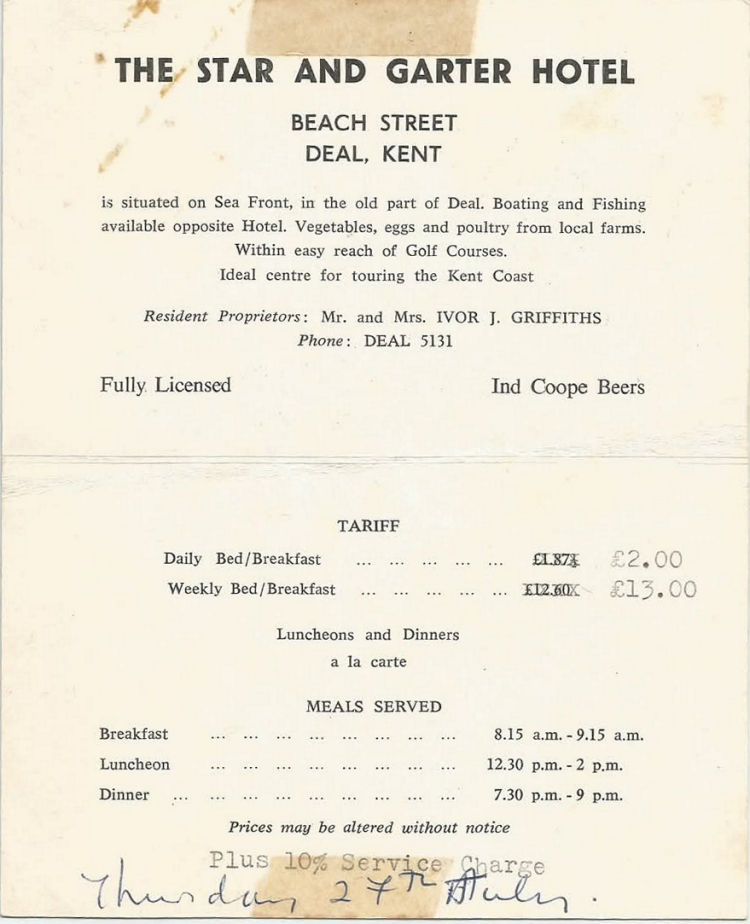 THE STAR AND GARTER HOTEL
BEACH STREET
DEAL, KENT
is situated on Sea Front, in the old part of Deal. Boating and Fishing
available opposite Hotel. Vegetables, eggs and poultry from local farms.
Within easy reach of Golf Courses.
Ideal centre for touring the Kent Coast
Resident Proprietors: Mr. and Mrs. IVOR J. GRIFFITHS
Phone: DEAL 5131
Fully Licensed Ind Coope Beers
TARIFF
Daily Bed/Breakfast ... ... ... ... ... £1.87½ £2.00
Weekly Bed/Breakfast ... ... ... ... ... £12.60 £13.00
Luncheons and Dinners
a la carte
MEALS SERVED
Breakfast ... ... ... ... ... ... ... ... 8.15 a.m. - 9.15 a.m.
Luncheon ... ... ... ... ... ... ... ... 12.30 p.m. - 2 p.m.
Dinner ... ... ... ... ... ... ... ... ... 7.30 p.m. - 9 p.m.
Prices may be altered without notice
Plus 10% Service Charge
Thursday 27TH July.